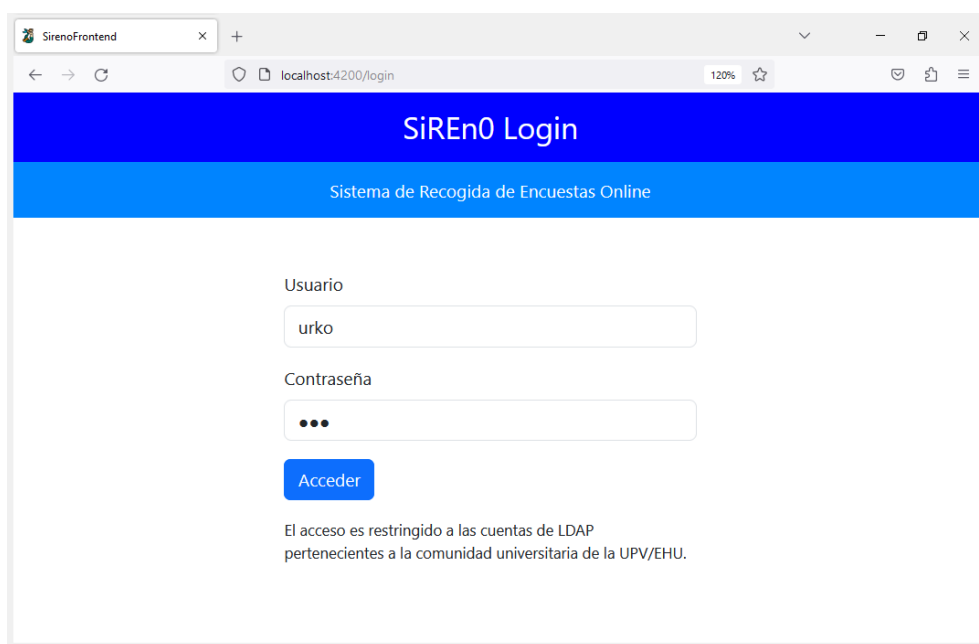 SirenoFrontend
localhost:4200/login
120%
SiREn0 Login
Sistema de Recogida de Encuestas Online
Usuario
urko
Contraseña
●●●
Acceder
El acceso es restringido a las cuentas de LDAP
pertenecientes a la comunidad universitaria de la UPV/EHU.